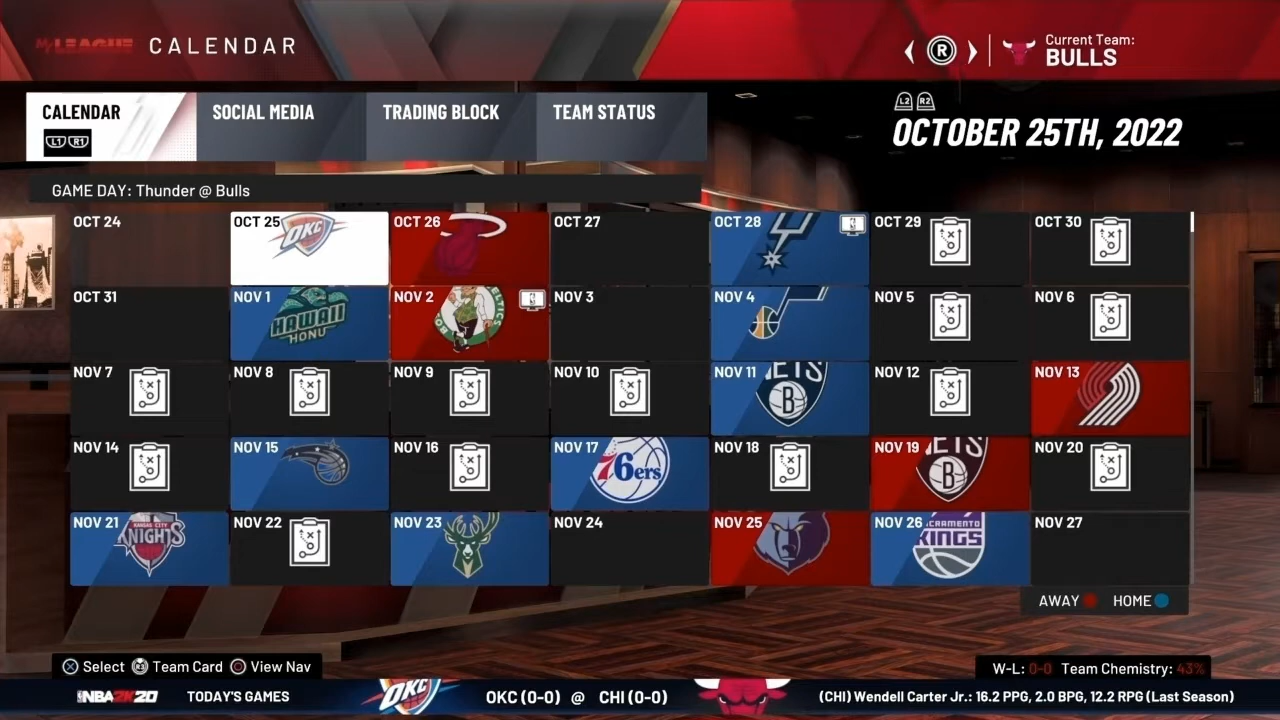 MyLEAGUE CALENDAR
R
Current Team:
BULLS
CALENDAR
L1 R1
SOCIAL MEDIA
TRADING BLOCK
TEAM STATUS
L2 R2
OCTOBER 25TH, 2022
GAME DAY: Thunder @ Bulls
OCT 24
OCT 25 OKC
OCT 26
OCT 27
OCT 28
OCT 29
OCT 30
OCT 31
NOV 1 HAWAII HONU
NOV 2 BO ELTICS
NOV 3
NOV 4
NOV 5
NOV 6
NOV 7
NOV 8
NOV 9
NOV 10
NOV 11 NETS B
NOV 12
NOV 13
NOV 14
NOV 15
NOV 16
NOV 17 76ers
NOV 18
NOV 19 NETS B
NOV 20
NOV 21 KANSAS CITY KNIGHTS
NOV 22
NOV 23
NOV 24
NOV 25
NOV 26 SACRAMENTO KINGS
NOV 27
AWAY HOME
Select R3 Team Card View Nav
W-L: 0-0 Team Chemistry: 43%
NBA2K20 TODAY'S GAMES OKC OKC (0-0) @ CHI (0-0) (CHI) Wendell Carter Jr.: 16.2 PPG, 2.0 BPG, 12.2 RPG (Last Season)